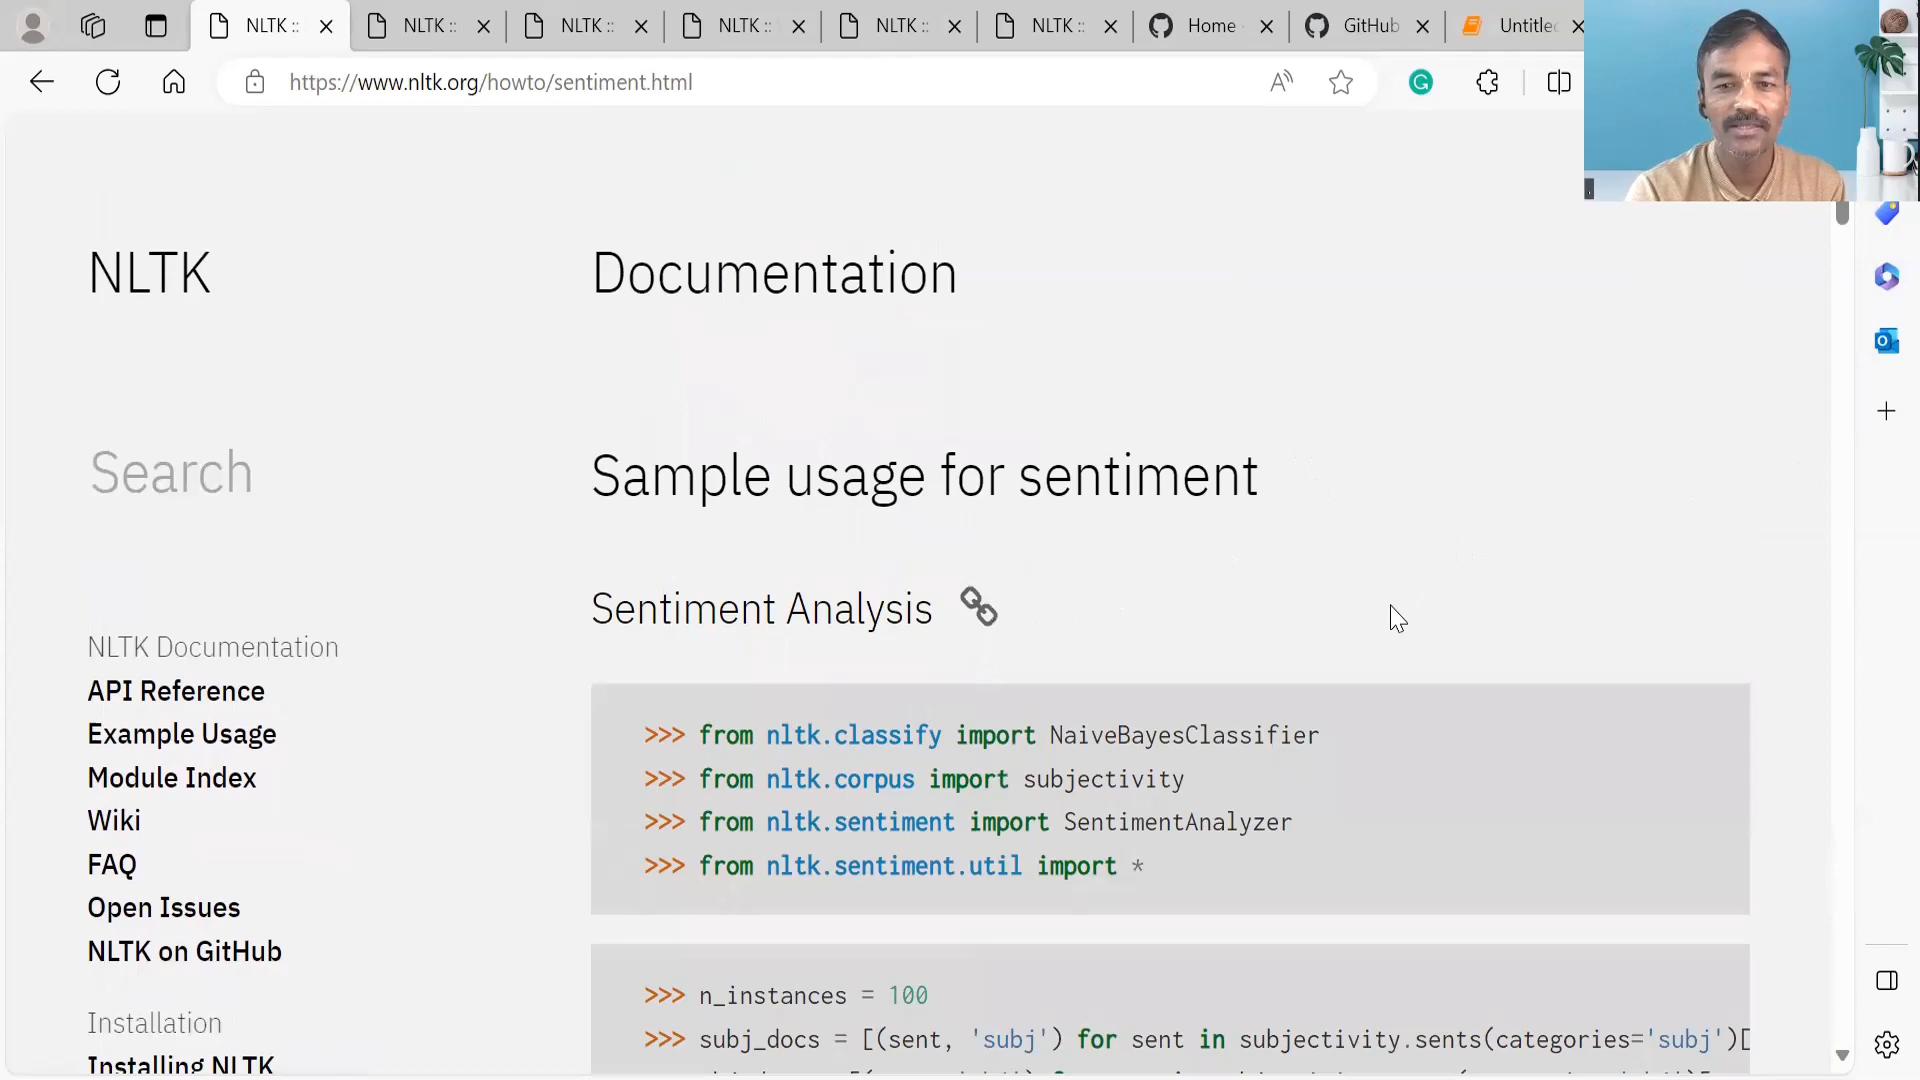 NLTK :: NLTK :: NLTK :: NLTK :: NLTK :: NLTK :: Home GitHub Untitled
https://www.nltk.org/howto/sentiment.html
NLTK
Documentation
Search
Sample usage for sentiment
Sentiment Analysis
NLTK Documentation
API Reference
Example Usage
Module Index
Wiki
FAQ
Open Issues
NLTK on GitHub
Installation
Installing NLTK
>>> from nltk.classify import NaiveBayesClassifier
>>> from nltk.corpus import subjectivity
>>> from nltk.sentiment import SentimentAnalyzer
>>> from nltk.sentiment.util import *
>>> n_instances = 100
>>> subj_docs = [(sent, 'subj') for sent in subjectivity.sents(categories='subj')[